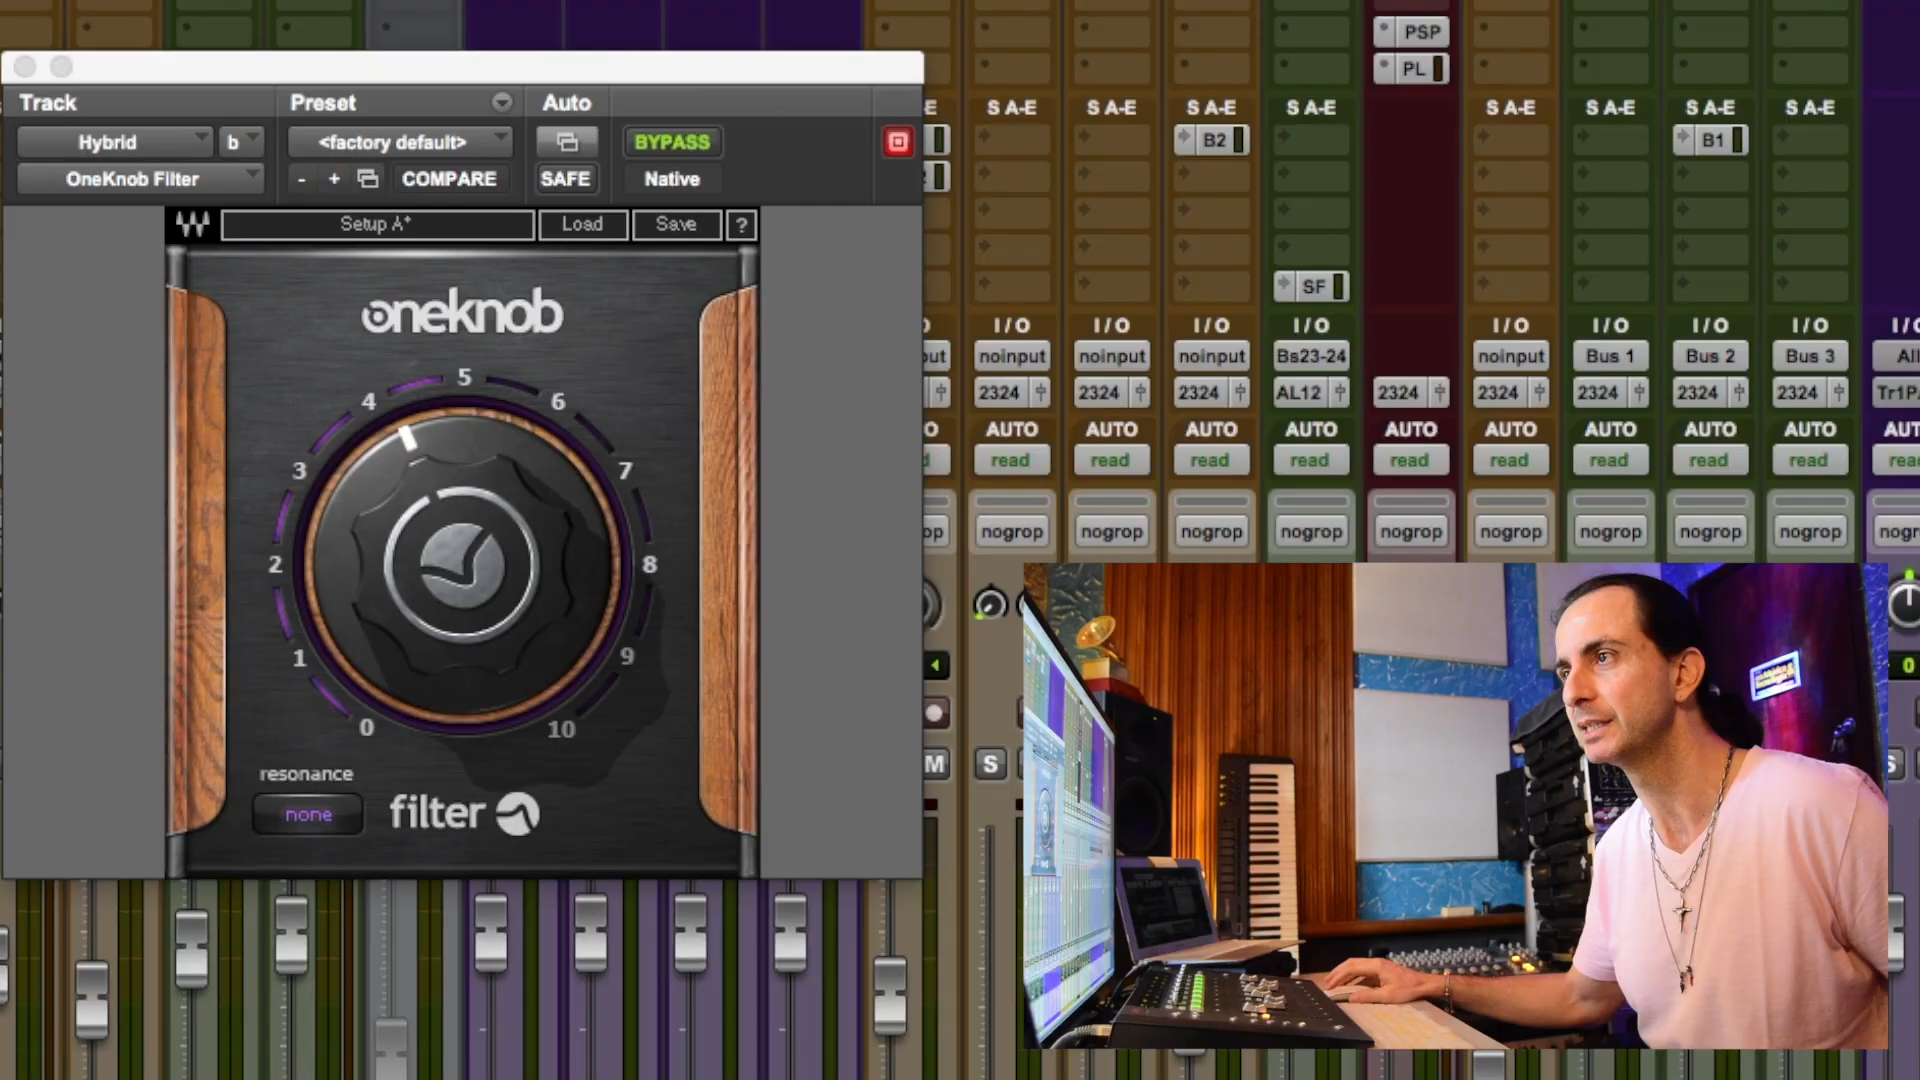 Track Preset Auto
Hybrid b <factory default> BYPASS
OneKnob Filter - + COMPARE SAFE Native
Setup A* Load Save ?
oneknob
0 1 2 3 4 5 6 7 8 9 10
resonance
none
filter
PSP
PL
S A-E S A-E S A-E S A-E S A-E S A-E S A-E S A-E
B2 B1
SF
I/O I/O I/O I/O I/O I/O I/O I/O
noinput noinput noinput Bs23-24 noinput Bus 1 Bus 2 Bus 3
2324 2324 2324 AL12 2324 2324 2324 2324 2324
AUTO AUTO AUTO AUTO AUTO AUTO AUTO AUTO AUTO
read read read read read read read read read
nogrop nogrop nogrop nogrop nogrop nogrop nogrop nogrop nogrop
M S
0